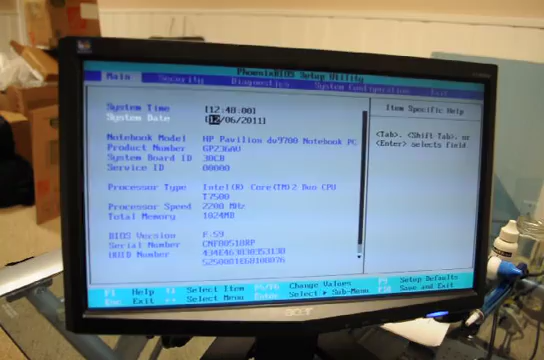 PhoenixBIOS Setup Utility
Main Security Diagnostics System Configuration Exit
System Time [12:48:00]
System Date [12/06/2011]
Item Specific Help
<Tab>, <Shift Tab>, or
<Enter> selects field
Notebook Model HP Pavilion dv9700 Notebook PC
Product Number GP236AV
System Board ID 30CB
Service ID 00000
Processor Type Intel(R) Core(TM)2 Duo CPU
T7500
Processor Speed 2200 MHz
Total Memory 1024MB
BIOS Version F.59
Serial Number
UUID Number
F1 Help Select Item F5/F6 Change Values F9 Setup Defaults
Esc Exit Select Menu Enter Select Sub-Menu F10 Save and Exit
acer